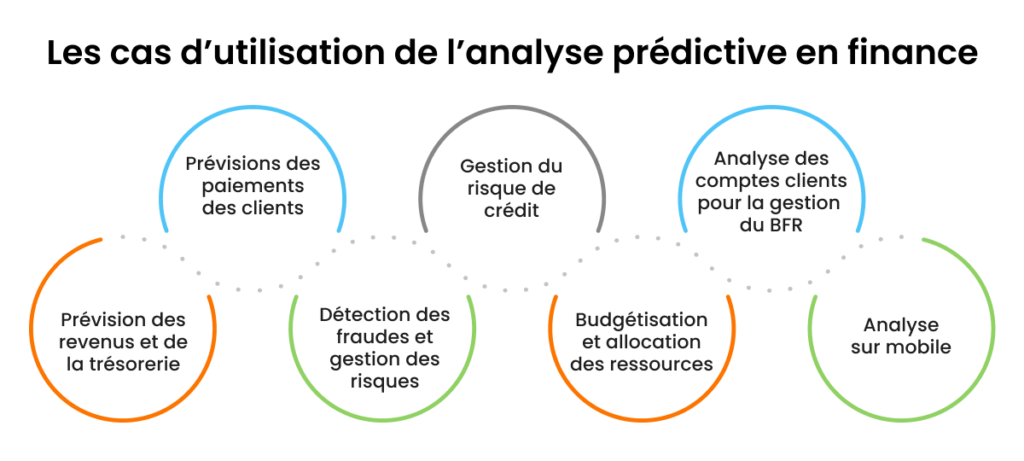 Les cas d’utilisation de l’analyse prédictive en finance
Prévisions des
paiements
des clients
Gestion du
risque de
crédit
Analyse des
comptes clients
pour la gestion
du BFR
Prévision des
revenus et de
la trésorerie
Détection des
fraudes et
gestion des
risques
Budgétisation
et allocation
des ressources
Analyse
sur mobile